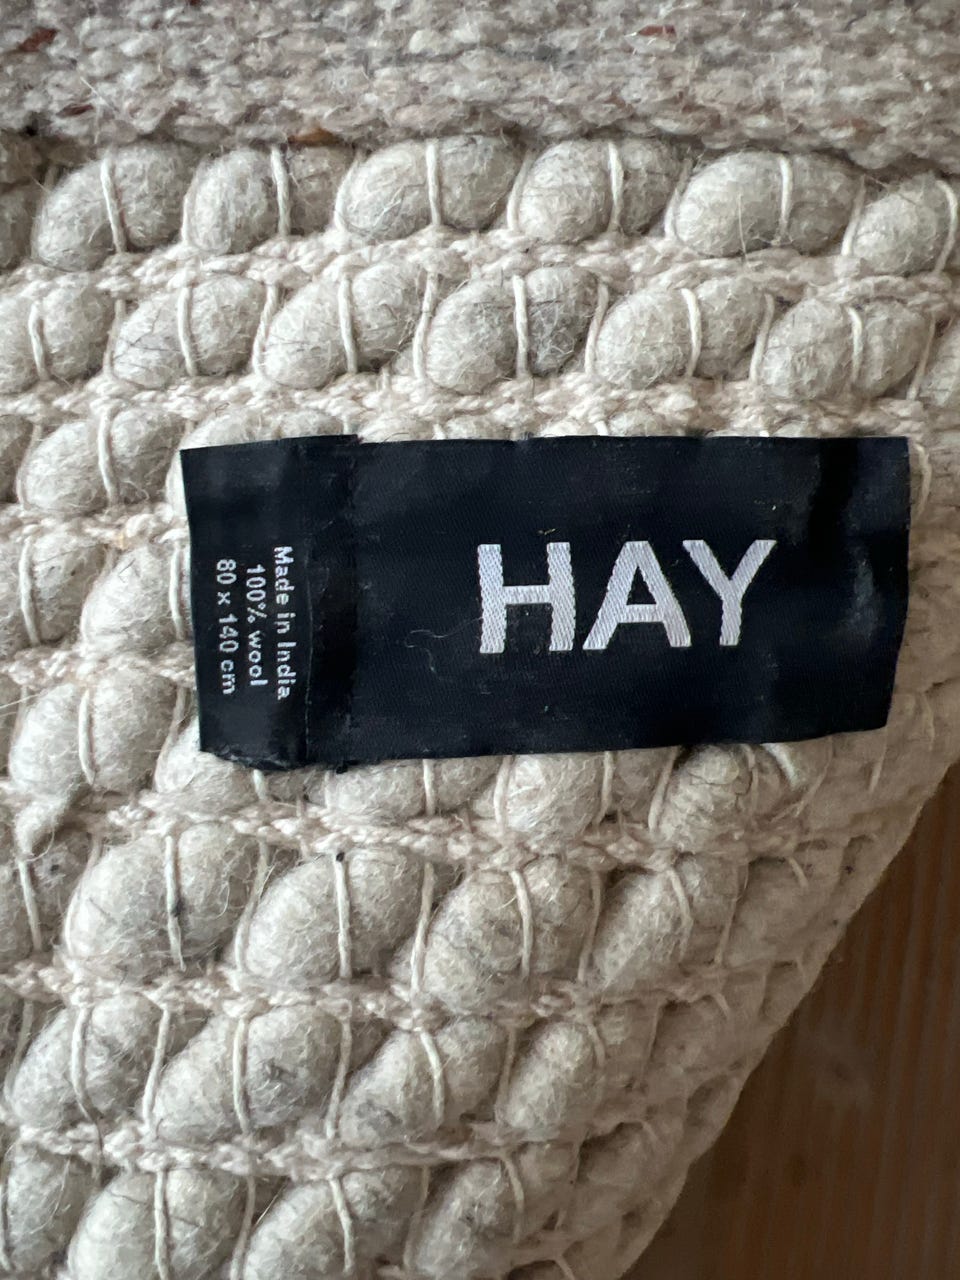 HAY
Made in India
100% wool
80 x 140 cm